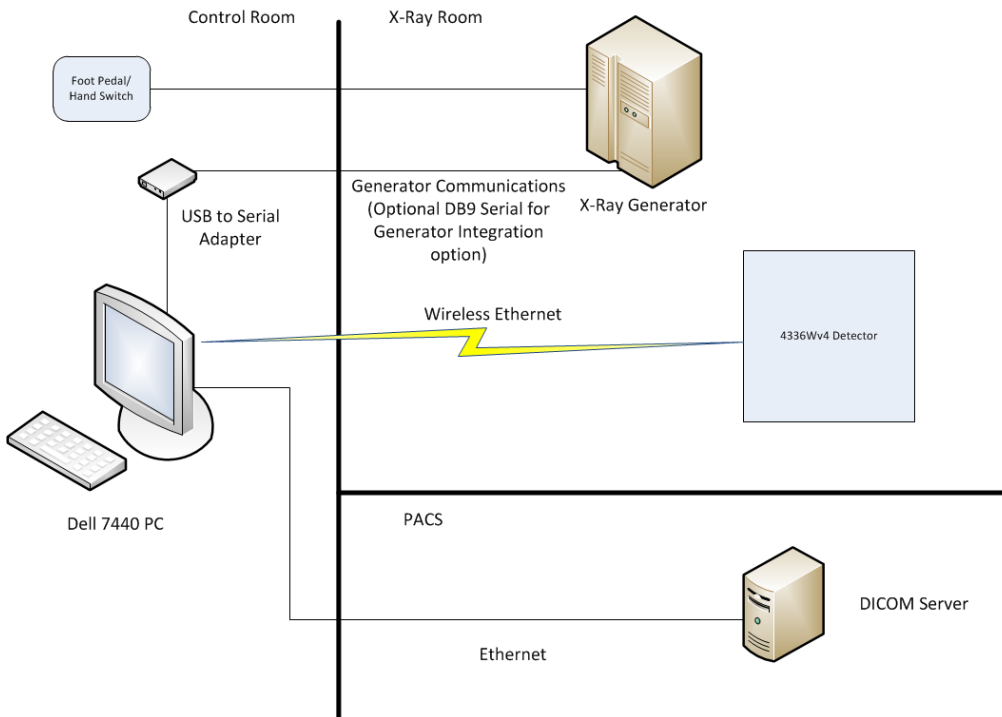 Control Room
X-Ray Room
Foot Pedal/
Hand Switch
Generator Communications
(Optional DB9 Serial for
Generator Integration
option)
X-Ray Generator
USB to Serial
Adapter
Wireless Ethernet
4336Wv4 Detector
Dell 7440 PC
PACS
DICOM Server
Ethernet